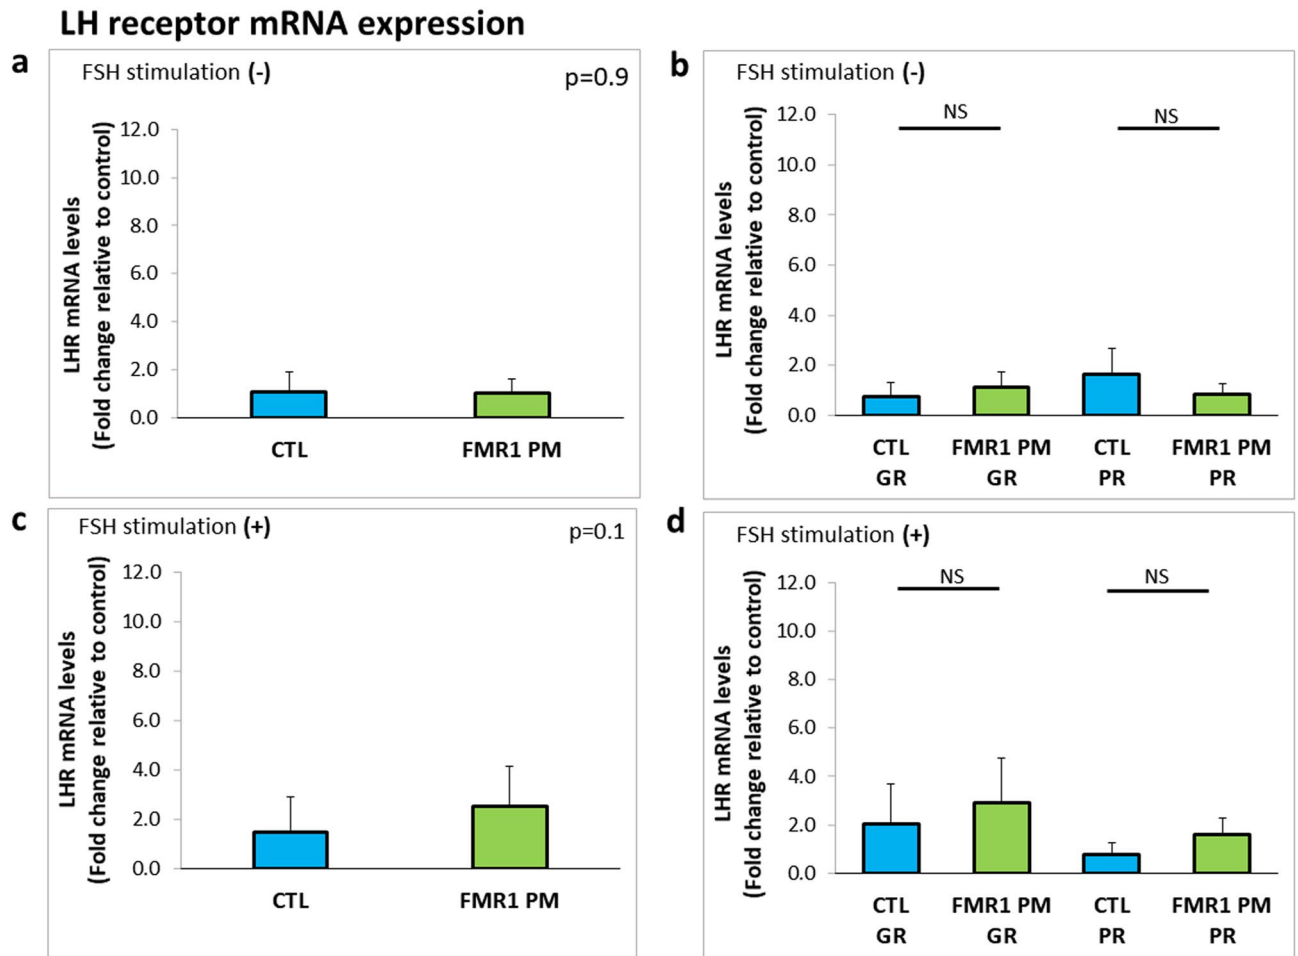 LH receptor mRNA expression
a
FSH stimulation (-)
p=0.9
LHR mRNA levels
(Fold change relative to control)
12.0
10.0
8.0
6.0
4.0
2.0
0.0
CTL
FMR1 PM
b
FSH stimulation (-)
LHR mRNA levels
(Fold change relative to control)
12.0
10.0
8.0
6.0
4.0
2.0
0.0
NS
NS
CTL
GR
FMR1 PM
GR
CTL
PR
FMR1 PM
PR
c
FSH stimulation (+)
p=0.1
LHR mRNA levels
(Fold change relative to control)
12.0
10.0
8.0
6.0
4.0
2.0
0.0
CTL
FMR1 PM
d
FSH stimulation (+)
LHR mRNA levels
(Fold change relative to control)
12.0
10.0
8.0
6.0
4.0
2.0
0.0
NS
NS
CTL
GR
FMR1 PM
GR
CTL
PR
FMR1 PM
PR